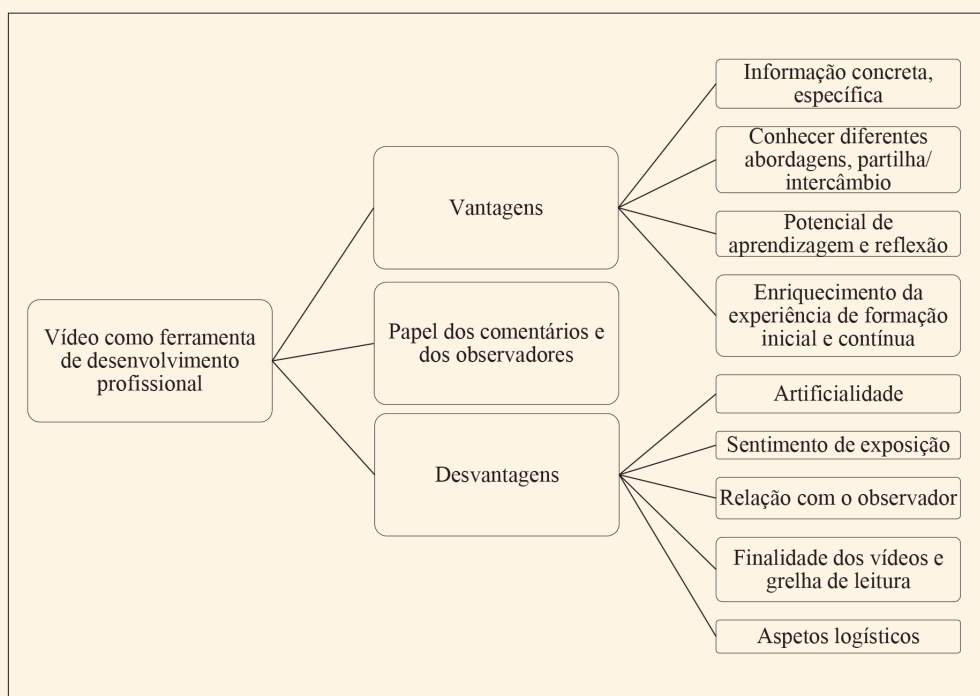 Vídeo como ferramenta
de desenvolvimento
profissional
Vantagens
Informação concreta,
específica
Conhecer diferentes
abordagens, partilha/
intercâmbio
Potencial de
aprendizagem e reflexão
Enriquecimento da
experiência de formação
inicial e contínua
Papel dos comentários e
dos observadores
Desvantagens
Artificialidade
Sentimento de exposição
Relação com o observador
Finalidade dos vídeos e
grelha de leitura
Aspetos logísticos